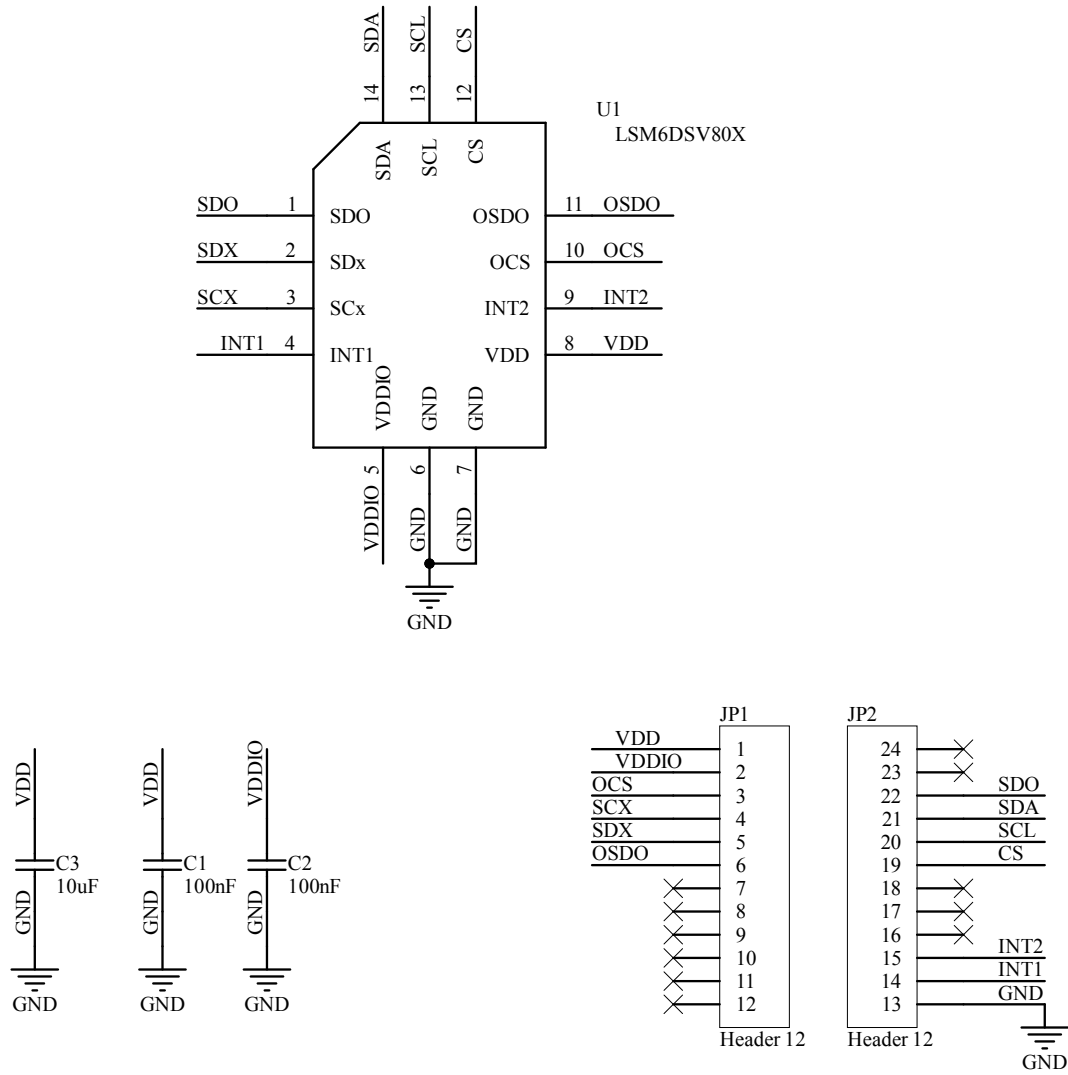 SDA
SCL
CS
14
13
12
U1
LSM6DSV80X
SDA
SCL
CS
SDO 1 SDO
SDX 2 SDx
SCX 3 SCx
INT1 4 INT1
OSDO 11 OSDO
OCS 10 OCS
INT2 9 INT2
VDD 8 VDD
VDDIO
GND
GND
5
6
7
VDDIO
GND
GND
GND
VDD
C3
10uF
GND
GND
VDD
C1
100nF
GND
GND
VDDIO
C2
100nF
GND
GND
JP1
VDD 1
VDDIO 2
OCS 3
SCX 4
SDX 5
OSDO 6
7
8
9
10
11
12
Header 12
JP2
24
23
22 SDO
21 SDA
20 SCL
19 CS
18
17
16
15 INT2
14 INT1
13 GND
Header 12
GND